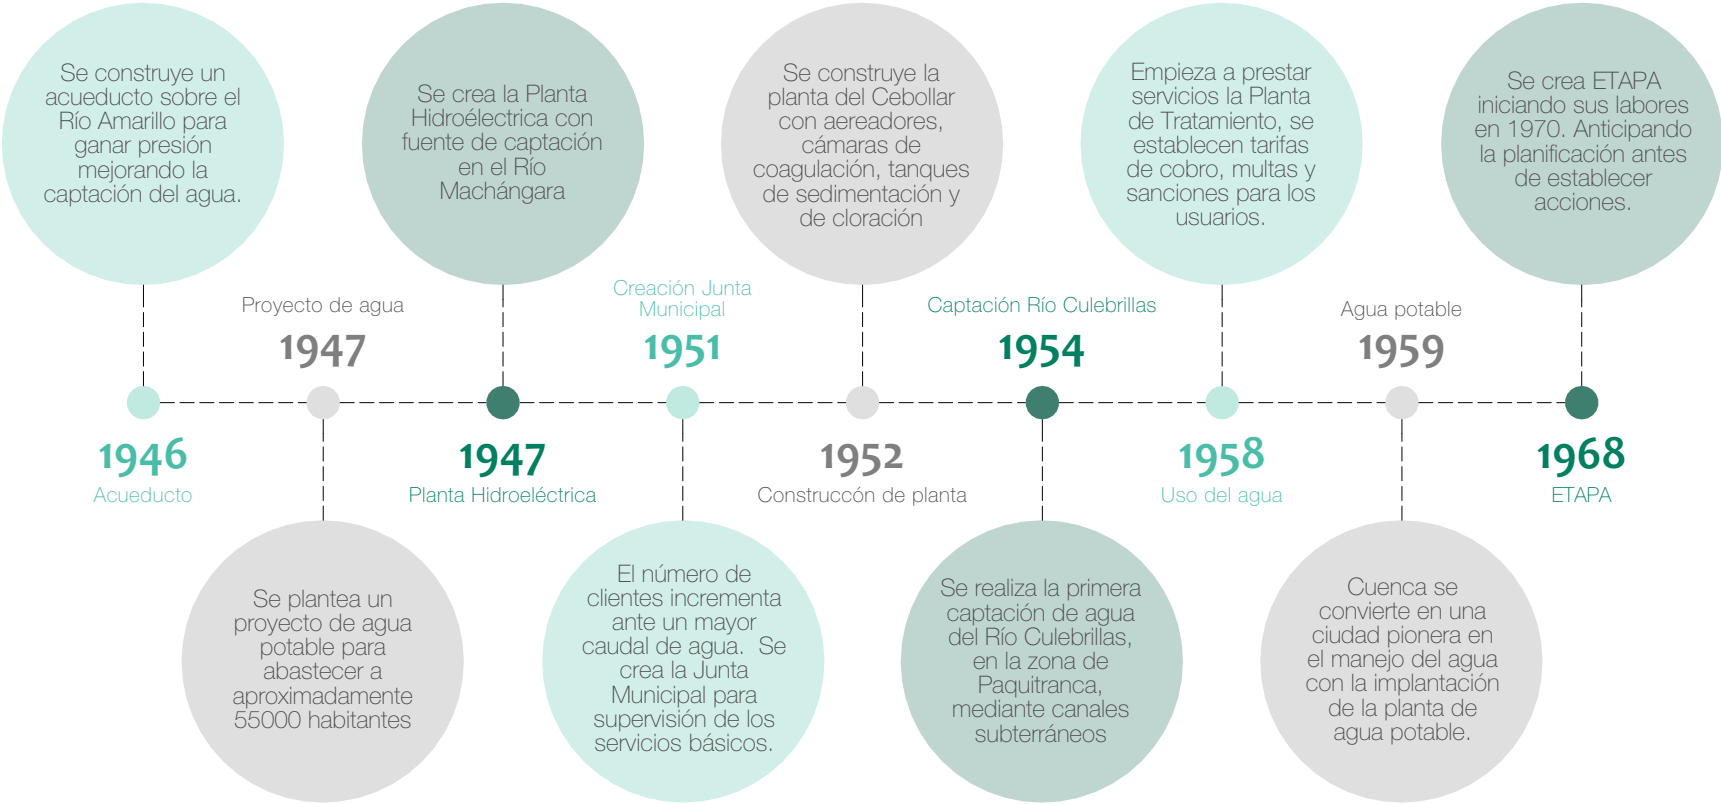 Se construye un
acueducto sobre el
Río Amarillo para
ganar presión
mejorando la
captación del agua.
1946
Acueducto
Proyecto de agua
1947
Se plantea un
proyecto de agua
potable para
abastecer a
aproximadamente
55000 habitantes
Se crea la Planta
Hidroélectrica con
fuente de captación
en el Río
Machángara
1947
Planta Hidroeléctrica
Creación Junta
Municipal
1951
El número de
clientes incrementa
ante un mayor
caudal de agua.  Se
crea la Junta
Municipal para
supervisión de los
servicios básicos.
Se construye la
planta del Cebollar
con aereadores,
cámaras de
coagulación, tanques
de sedimentación y
de cloración
1952
Construccón de planta
Captación Río Culebrillas
1954
Se realiza la primera
captación de agua
del Río Culebrillas,
en la zona de
Paquitranca,
mediante canales
subterráneos
Empieza a prestar
servicios la Planta
de Tratamiento, se
establecen tarifas
de cobro, multas y
sanciones para los
usuarios.
1958
Uso del agua
Agua potable
1959
Cuenca se
convierte en una
ciudad pionera en
el manejo del agua
con la implantación
de la planta de
agua potable.
Se crea ETAPA
iniciando sus labores
en 1970. Anticipando
la planificación antes
de establecer
acciones.
1968
ETAPA